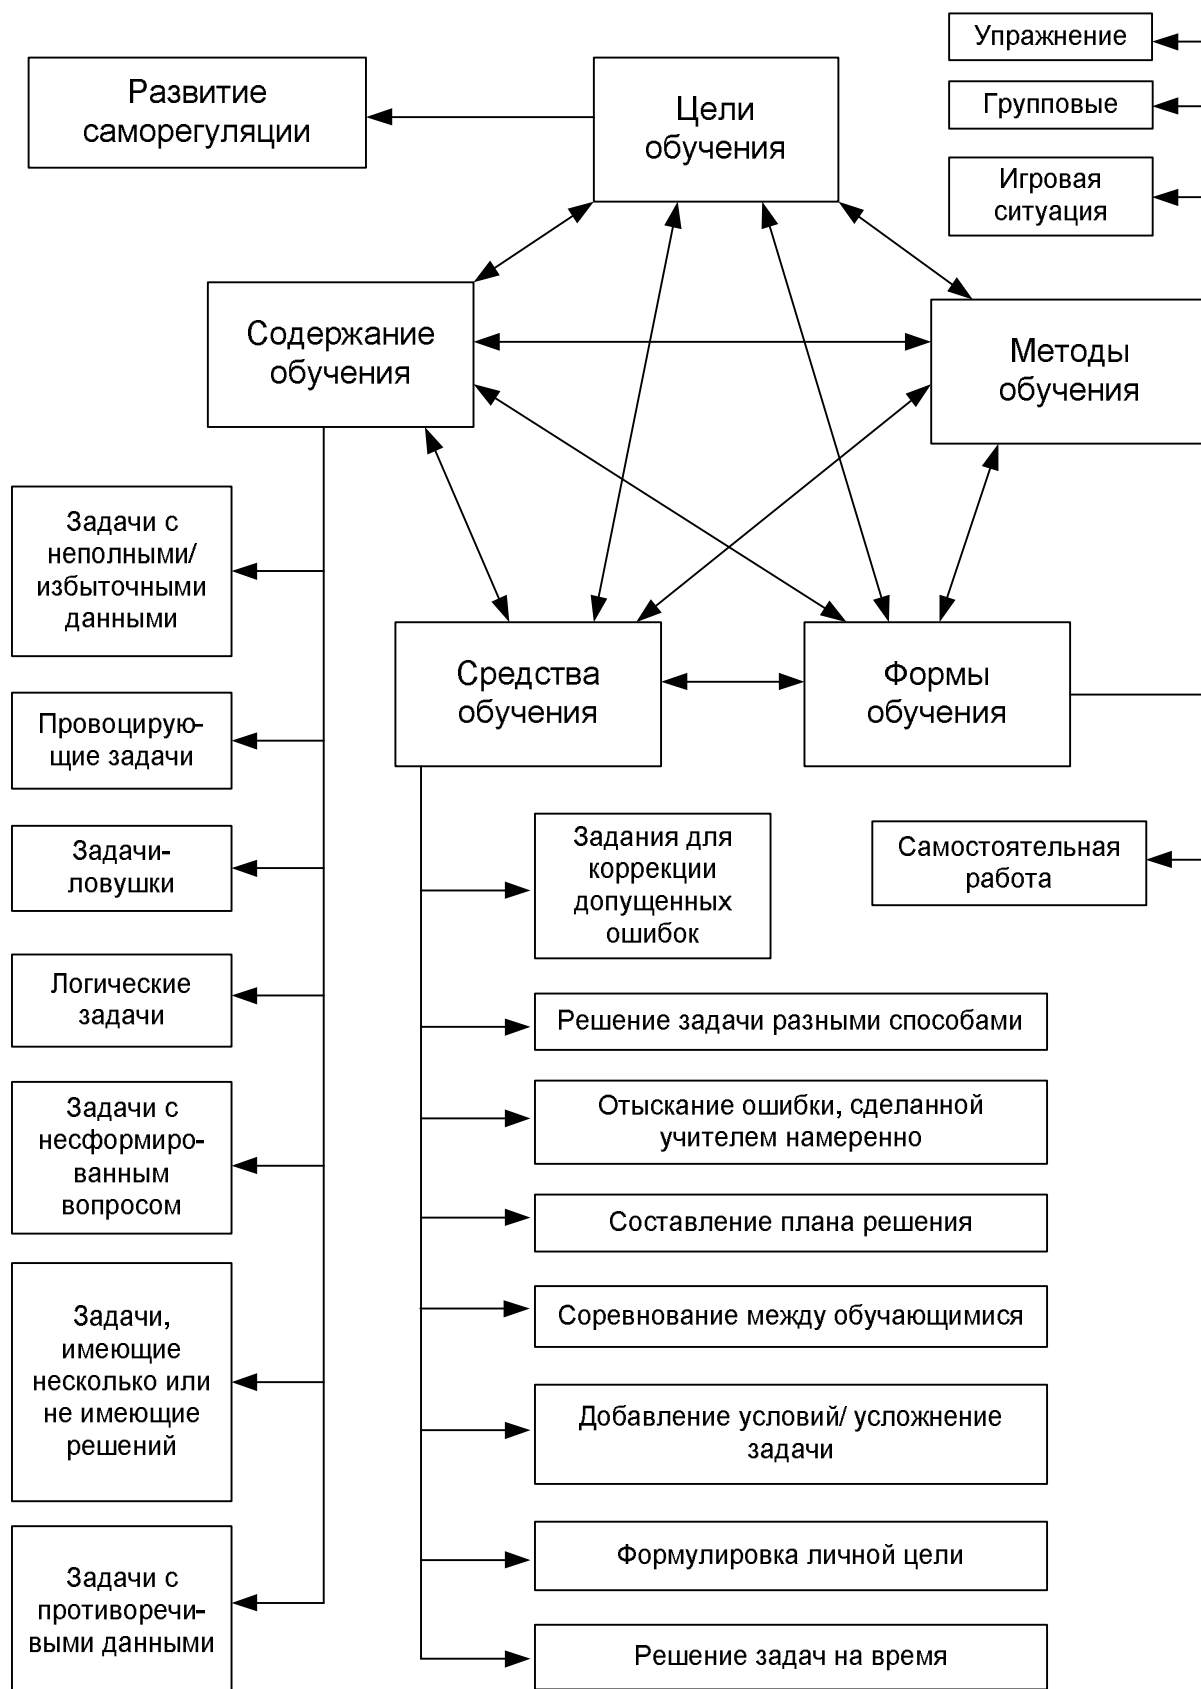 Упражнение
Развитие
саморегуляции
Цели
обучения
Групповые
Игровая
ситуация
Содержание
обучения
Методы
обучения
Задачи с
неполными/
избыточными
данными
Средства
обучения
Формы
обучения
Провоцирую-
щие задачи
Задачи-
ловушки
Логические
задачи
Задачи с
несформиро-
ванным
вопросом
Задачи,
имеющие
несколько или
не имеющие
решений
Задачи с
противоречи-
выми данными
Задания для
коррекции
допущенных
ошибок
Самостоятельная
работа
Решение задачи разными способами
Отыскание ошибки, сделанной
учителем намеренно
Составление плана решения
Соревнование между обучающимися
Добавление условий/ усложнение
задачи
Формулировка личной цели
Решение задач на время